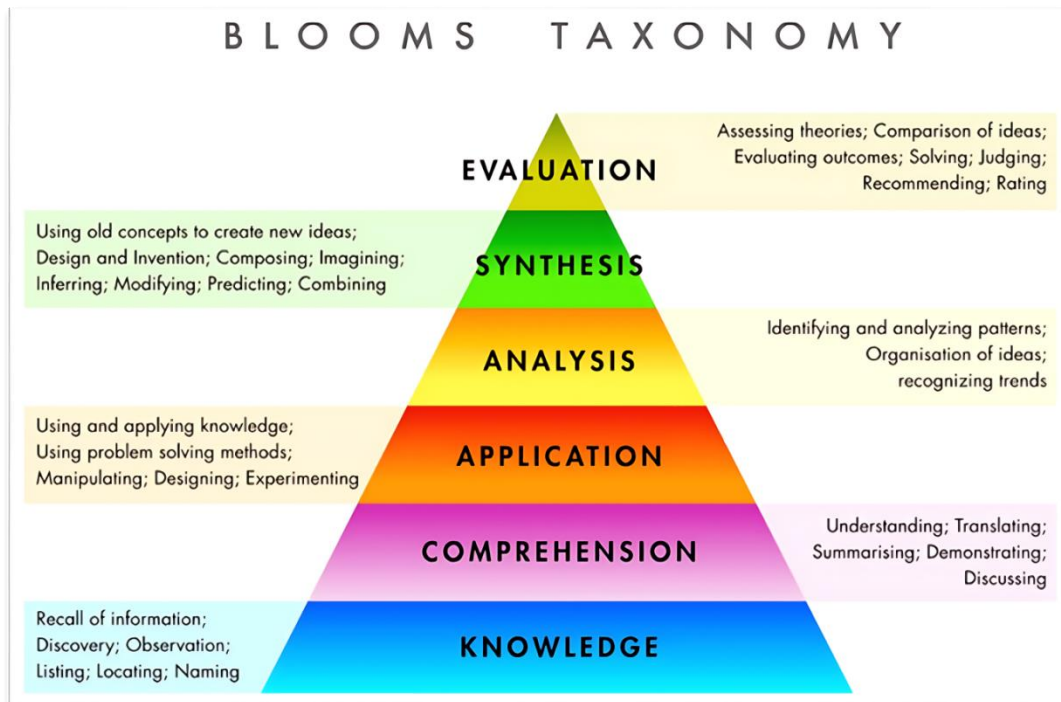 BLOOMS TAXONOMY
EVALUATION
Assessing theories; Comparison of ideas;
Evaluating outcomes; Solving; Judging;
Recommending; Rating
Using old concepts to create new ideas;
Design and Invention; Composing; Imagining;
Inferring; Modifying; Predicting; Combining
SYNTHESIS
ANALYSIS
Identifying and analyzing patterns;
Organisation of ideas;
recognizing trends
Using and applying knowledge;
Using problem solving methods;
Manipulating; Designing; Experimenting
APPLICATION
COMPREHENSION
Understanding; Translating;
Summarising; Demonstrating;
Discussing
Recall of information;
Discovery; Observation;
Listing; Locating; Naming
KNOWLEDGE